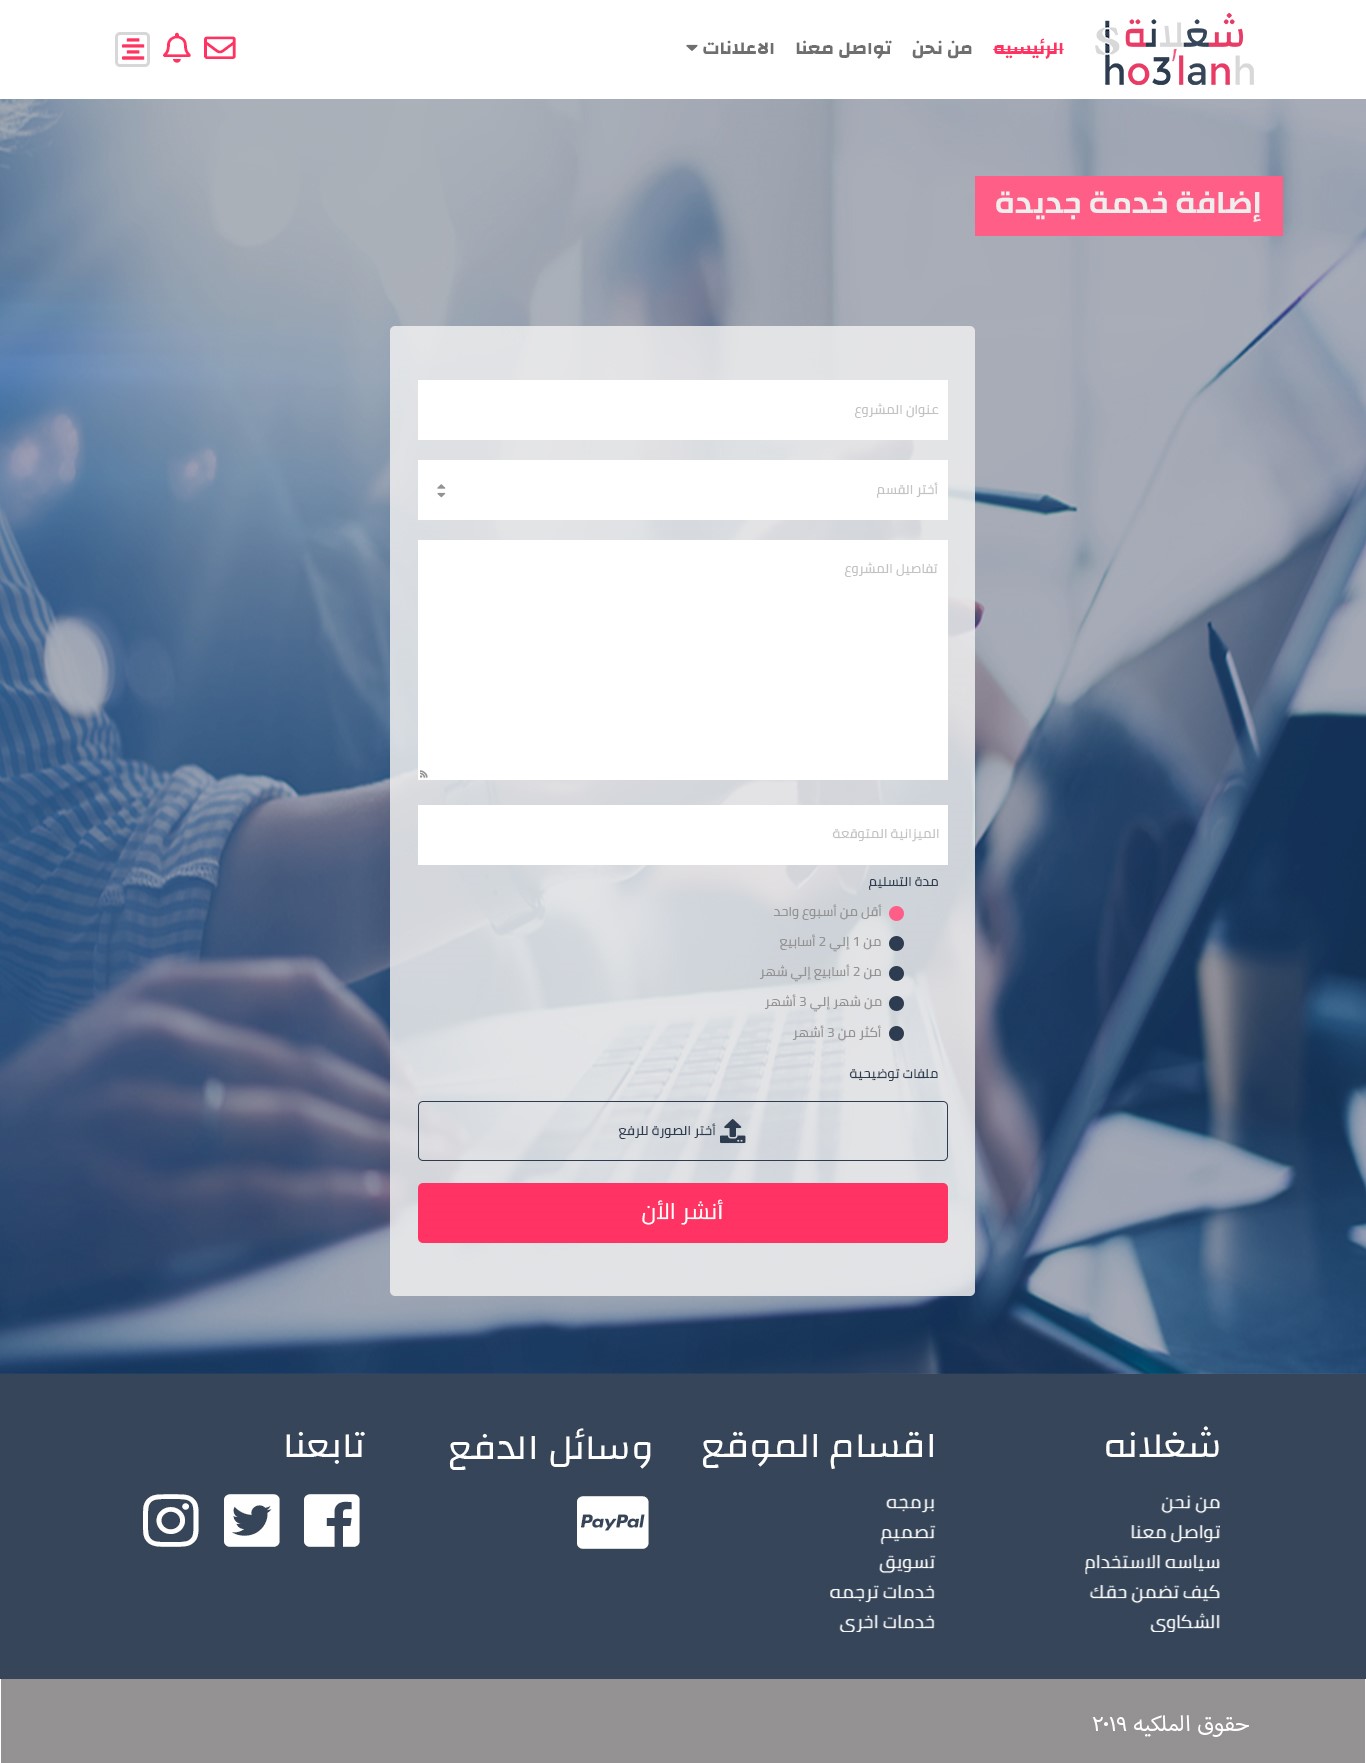 شغلانة
Sho3'lanh
الرئيسيه
من نحن
تواصل معنا
الاعلانات
إضافة خدمة جديدة
عنوان المشروع
أختر القسم
تفاصيل المشروع
الميزانية المتوقعة
مدة التسليم
أقل من أسبوع واحد
من 1 إلي 2 أسابيع
من 2 أسابيع إلي شهر
من شهر إلي 3 أشهر
أكثر من 3 أشهر
ملفات توضيحية
أختر الصورة للرفع
أنشر الأن
شغلانه
من نحن
تواصل معنا
سياسه الاستخدام
كيف تضمن حقك
الشكاوي
اقسام الموقع
برمجه
تصميم
تسويق
خدمات ترجمه
خدمات اخري
وسائل الدفع
PayPal
تابعنا
حقوق الملكيه ٢٠١٩